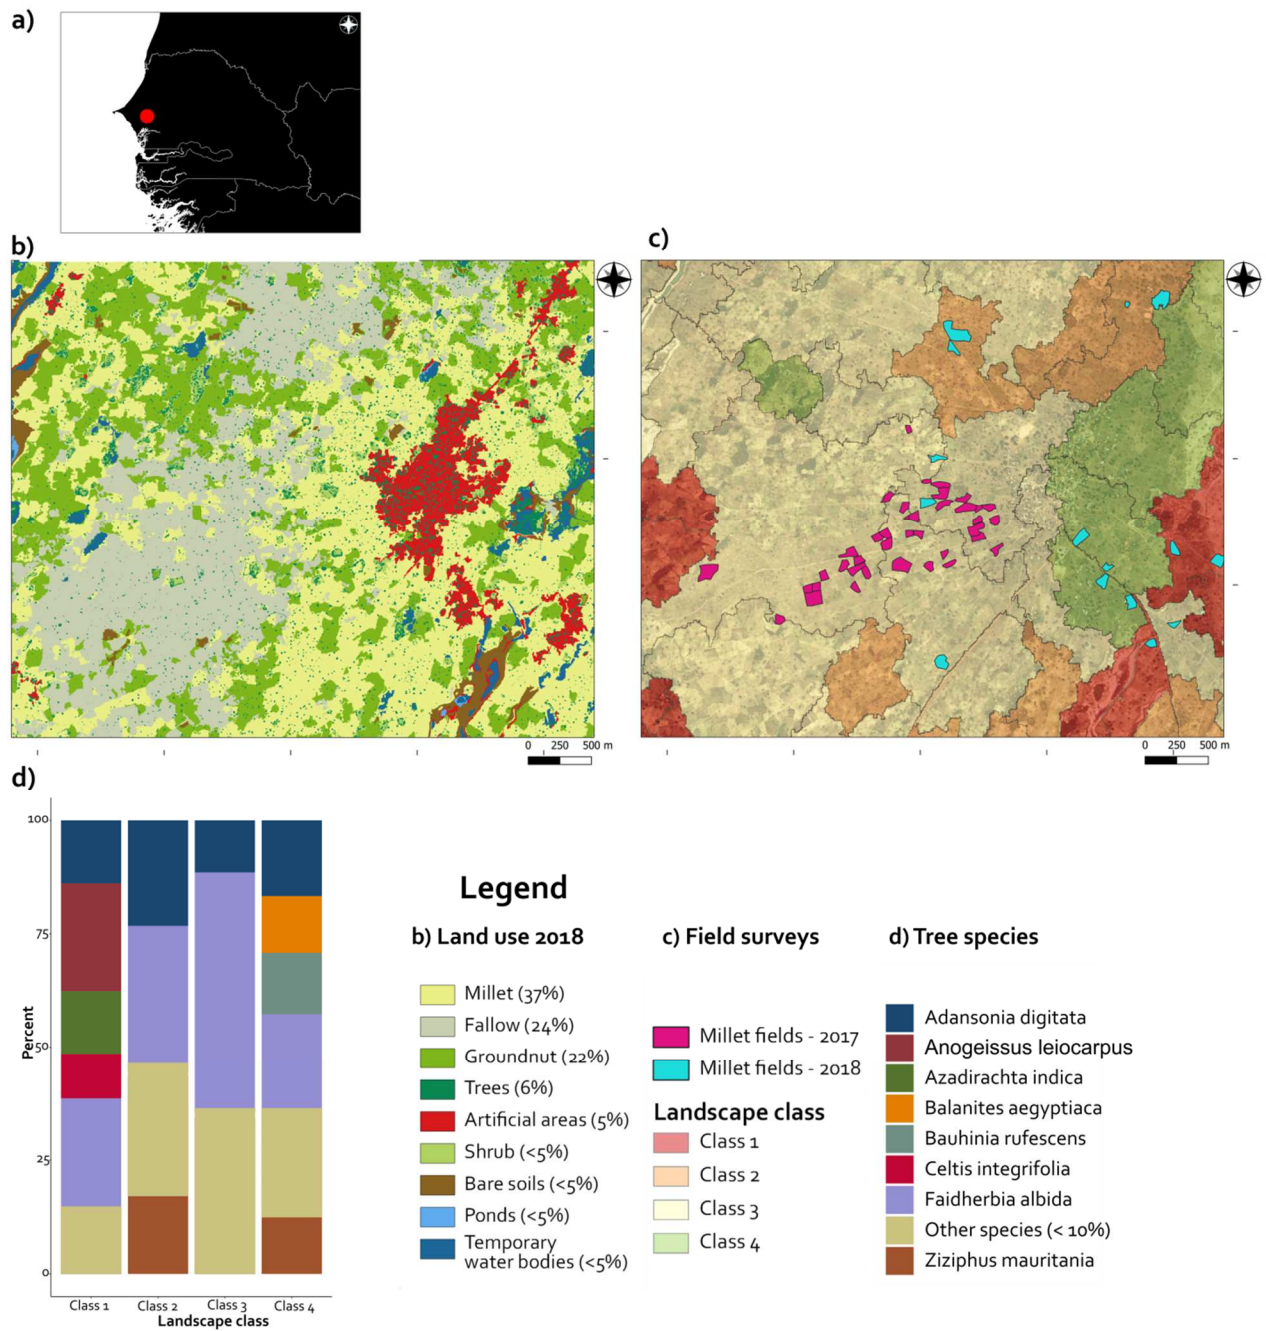 a)
b)
c)
0 250 500 m
0 250 500 m
d)
100
75
50
25
0
Percent
Class 1 Class 2 Class 3 Class 4
Landscape class
Legend
b) Land use 2018
Millet (37%)
Fallow (24%)
Groundnut (22%)
Trees (6%)
Artificial areas (5%)
Shrub (<5%)
Bare soils (<5%)
Ponds (<5%)
Temporary
water bodies (<5%)
c) Field surveys
Millet fields - 2017
Millet fields - 2018
Landscape class
Class 1
Class 2
Class 3
Class 4
d) Tree species
Adansonia digitata
Anogeissus leiocarpus
Azadirachta indica
Balanites aegyptiaca
Bauhinia rufescens
Celtis integrifolia
Faidherbia albida
Other species (< 10%)
Ziziphus mauritania